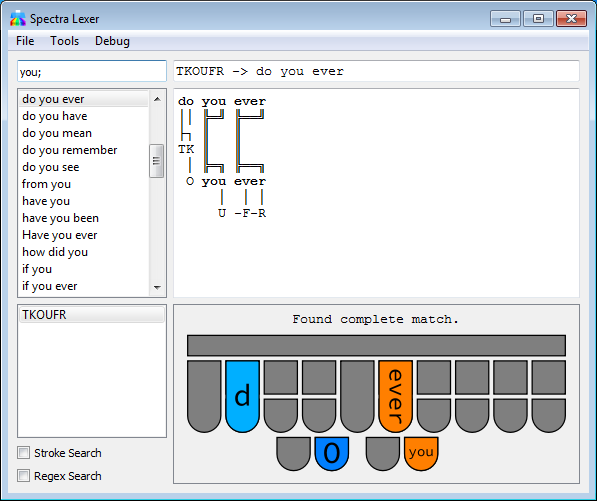 Spectra Lexer
File Tools Debug
you;
TKOUFR -> do you ever
do you ever
do you have
do you mean
do you remember
do you see
from you
have you
have you been
Have you ever
how did you
if you
if you ever
do you ever
TK
O you ever
U -F-R
TKOUFR
Stroke Search
Regex Search
Found complete match.
d
ever
O
you